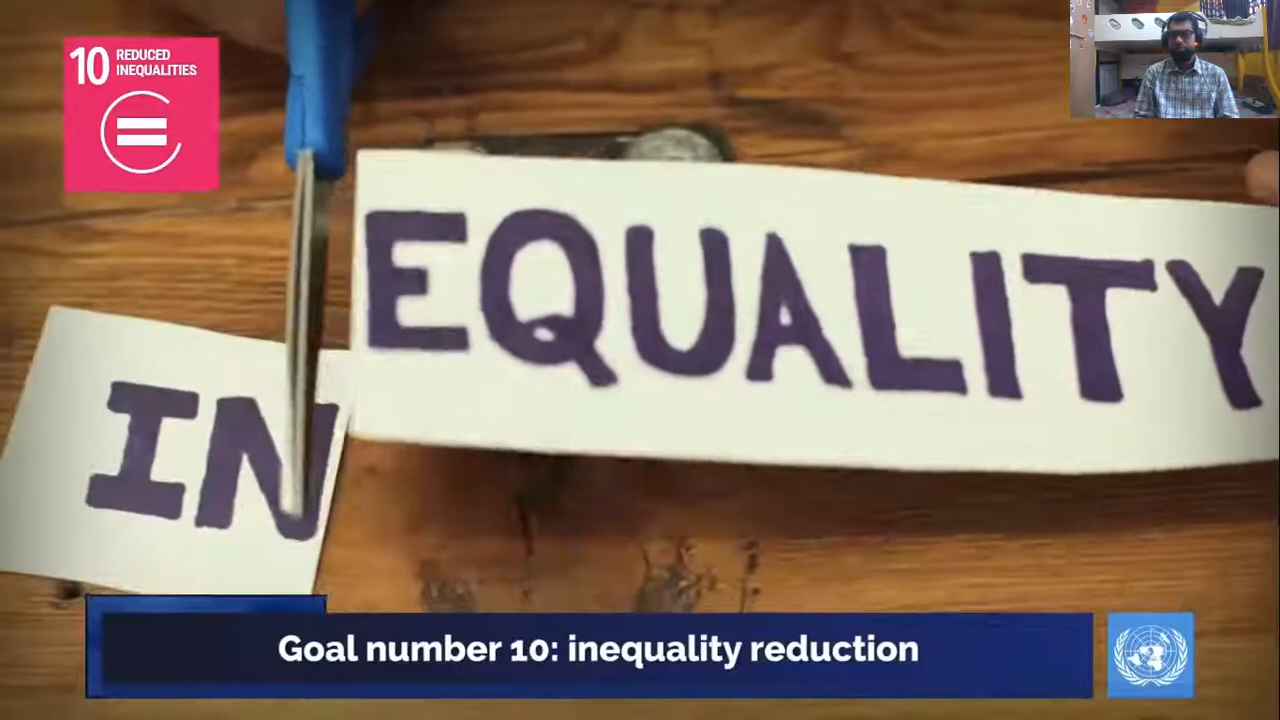 10 REDUCED
INEQUALITIES
EQUALITY
IN
Goal number 10: inequality reduction